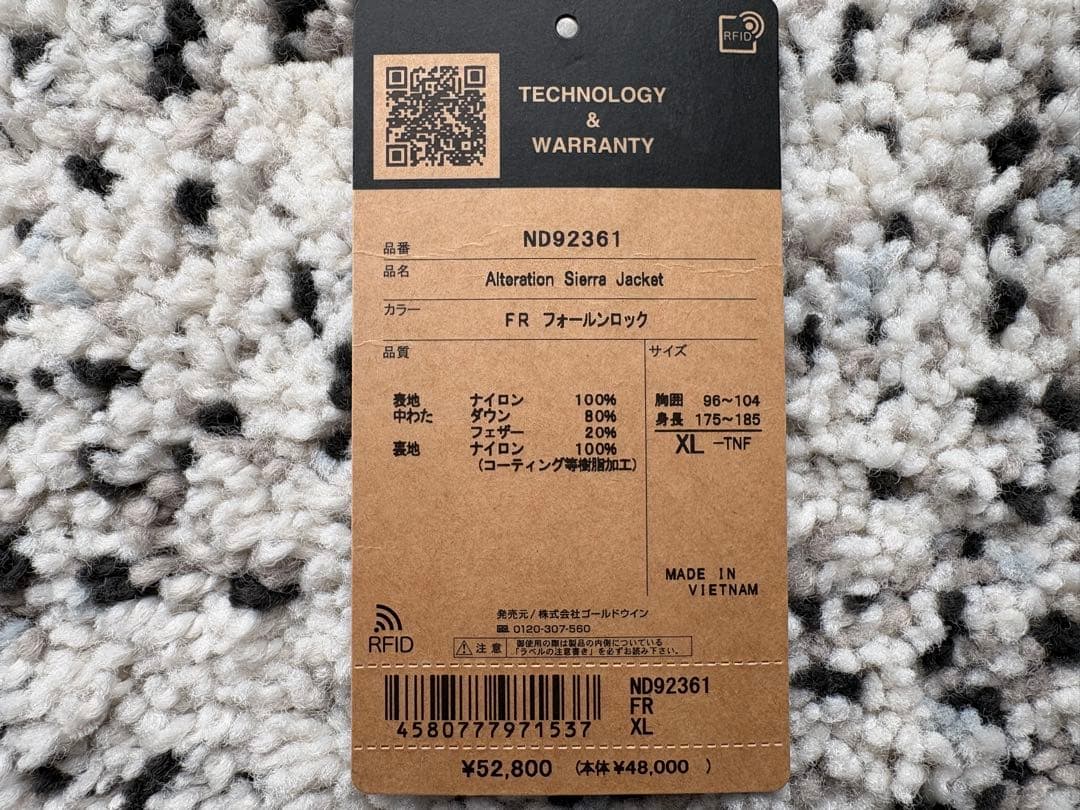 RFID
TECHNOLOGY
&
WARRANTY
品番 ND92361
品名 Alteration Sierra Jacket
カラー FR フォールンロック
品質
表地 ナイロン 100%
中わた ダウン 80%
フェザー 20%
裏地 ナイロン 100%
(コーティング等樹脂加工)
サイズ
胸囲 96〜104
身長 175〜185
XL -TNF
MADE IN
VIETNAM
発売元/株式会社ゴールドウイン
0120-307-560
RFID
注意 御使用の際は製品の内側についている
「ラベルの注意書き」を必ずお読み下さい。
4580777971537
ND92361
FR
XL
¥52,800 (本体¥48,000 )